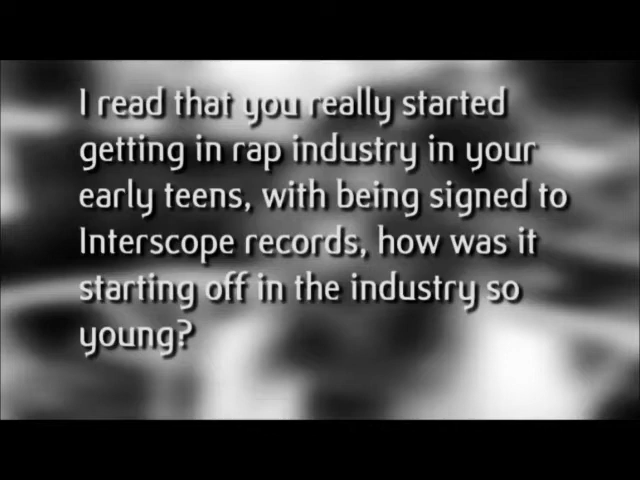 I read that you really started
getting in rap industry in your
early teens, with being signed to
Interscope records, how was it
starting off in the industry so
young?